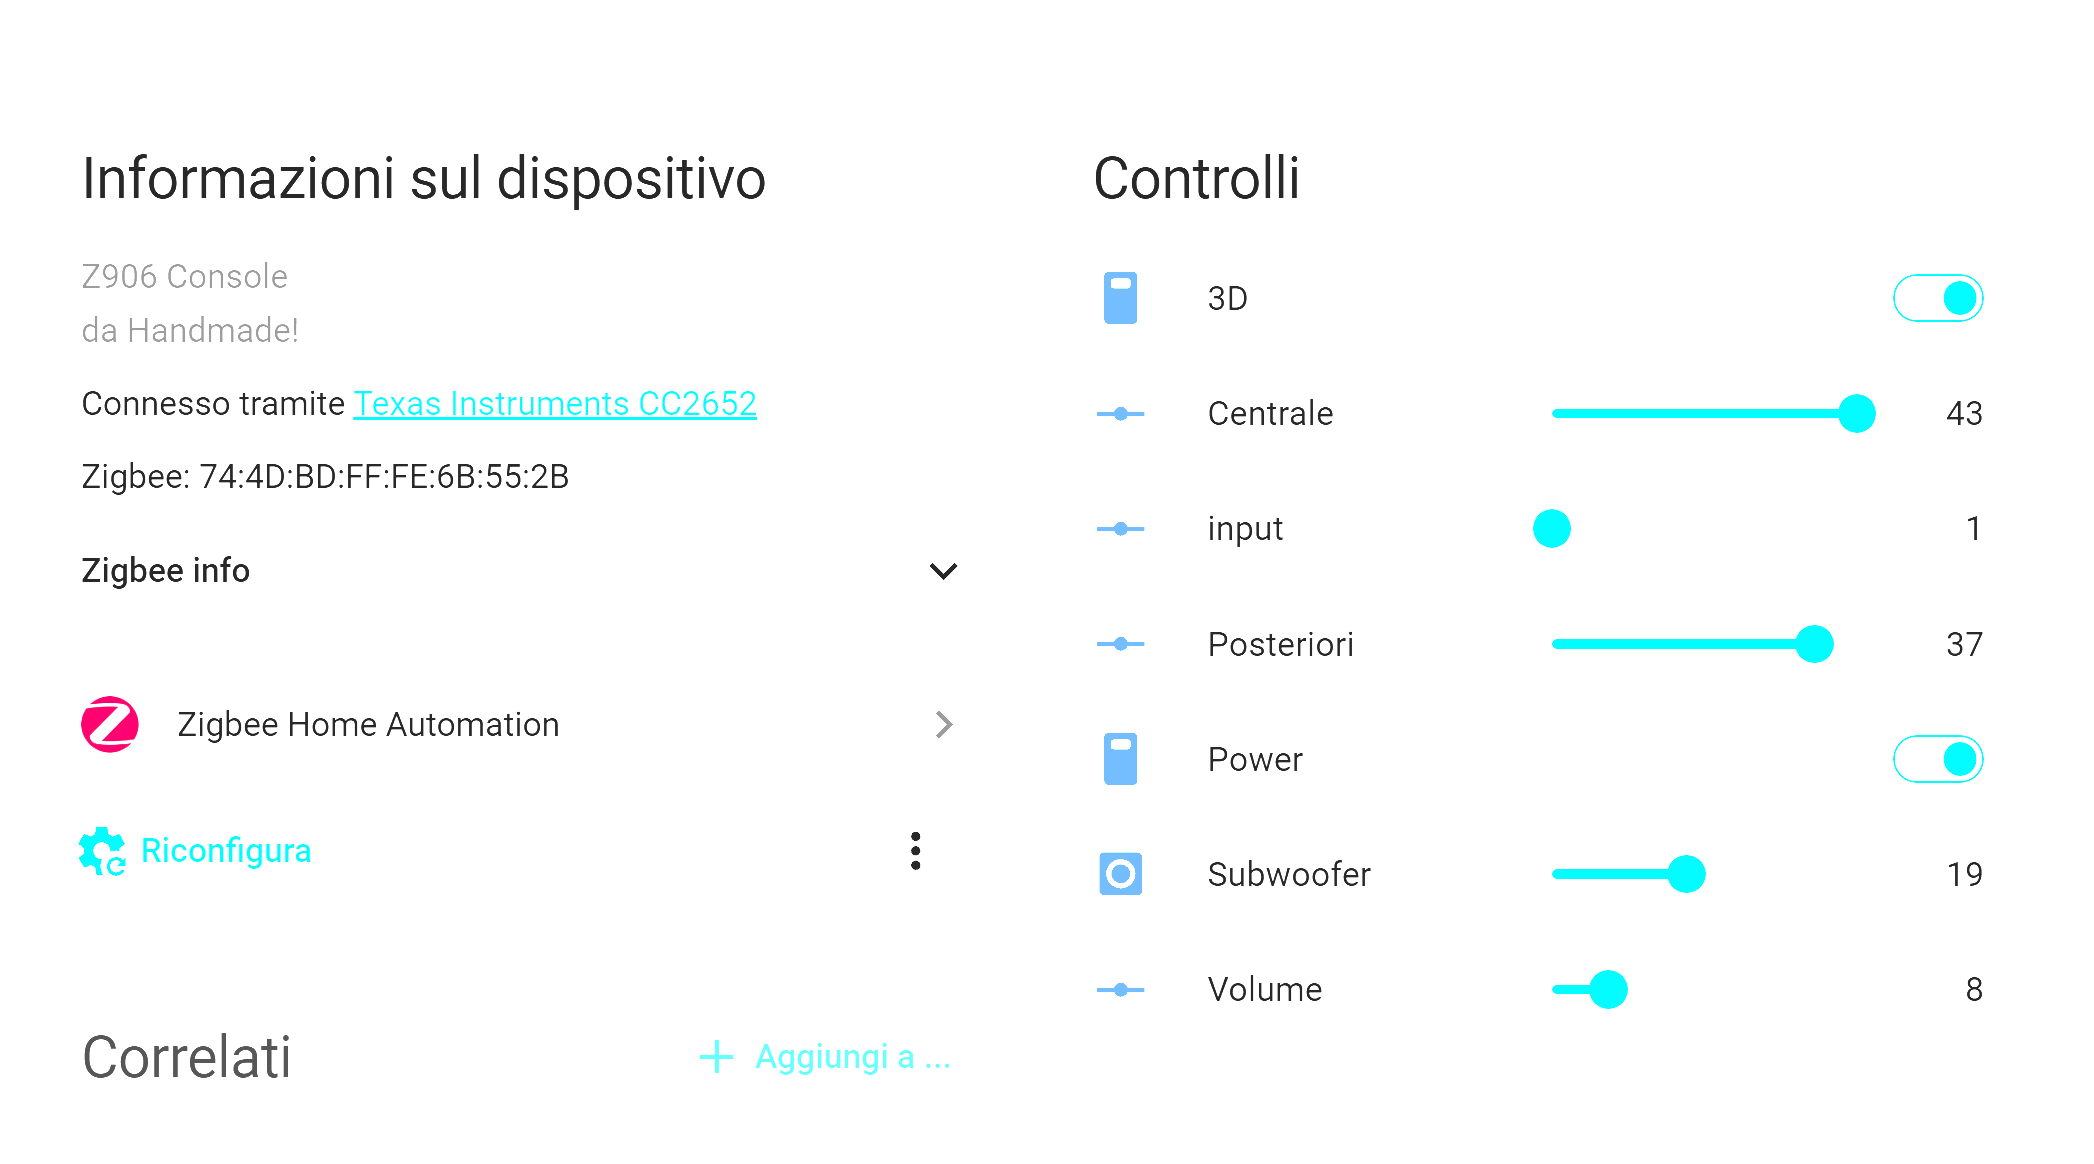 Informazioni sul dispositivo
Z906 Console
da Handmade!
Connesso tramite Texas Instruments CC2652
Zigbee: 74:4D:BD:FF:FE:6B:55:2B
Zigbee info
Zigbee Home Automation
Riconfigura
Correlati
Aggiungi a ...
Controlli
3D
Centrale 43
input 1
Posteriori 37
Power
Subwoofer 19
Volume 8